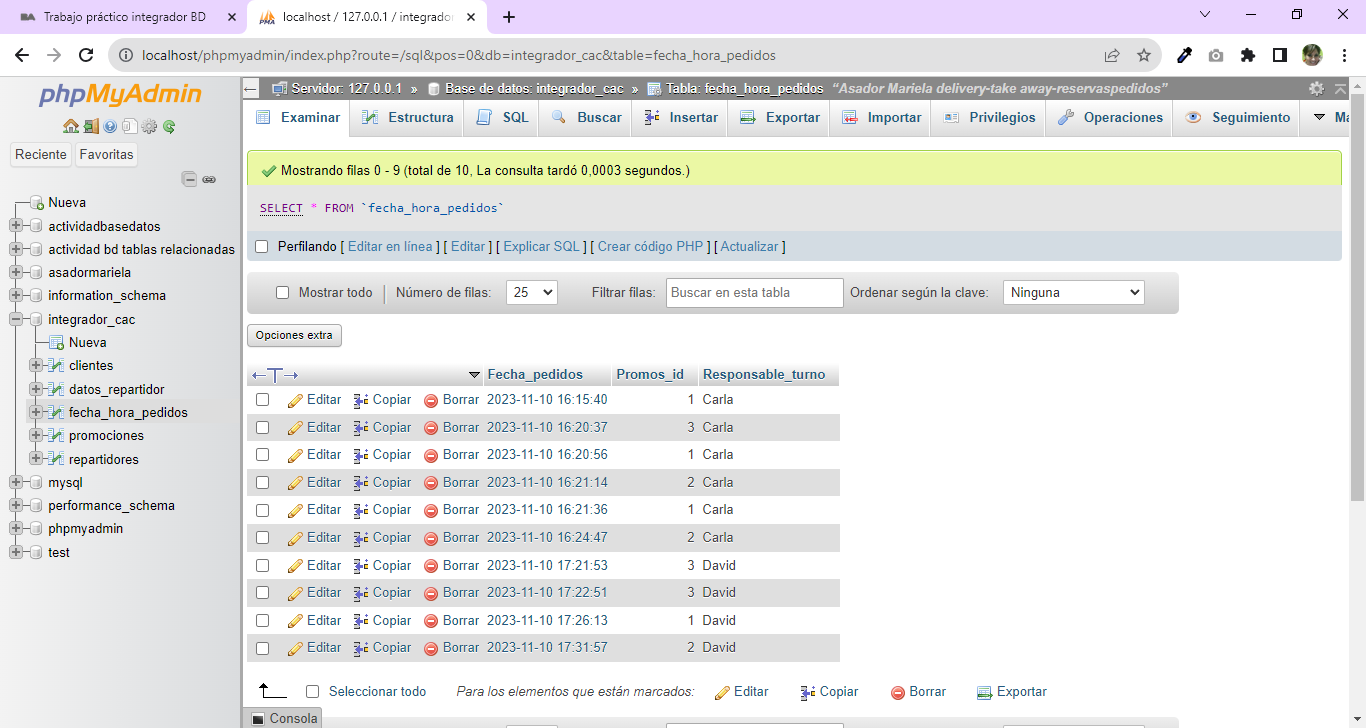 Trabajo práctico integrador BD
localhost / 127.0.0.1 / integrador
localhost/phpmyadmin/index.php?route=/sql&pos=0&db=integrador_cac&table=fecha_hora_pedidos
phpMyAdmin
Reciente Favoritas
Nueva
actividadbasedatos
actividad bd tablas relacionadas
asadormariela
information_schema
integrador_cac
Nueva
clientes
datos_repartidor
fecha_hora_pedidos
promociones
repartidores
mysql
performance_schema
phpmyadmin
test
Servidor: 127.0.0.1 » Base de datos: integrador_cac » Tabla: fecha_hora_pedidos "Asador Mariela delivery-take away-reservaspedidos"
Examinar Estructura SQL Buscar Insertar Exportar Importar Privilegios Operaciones Seguimiento Ma
Mostrando filas 0 - 9 (total de 10, La consulta tardó 0,0003 segundos.)
SELECT * FROM `fecha_hora_pedidos`
Perfilando [ Editar en línea ] [ Editar ] [ Explicar SQL ] [ Crear código PHP ] [ Actualizar ]
Mostrar todo Número de filas: 25 Filtrar filas: Buscar en esta tabla Ordenar según la clave: Ninguna
Opciones extra
←T→ Fecha_pedidos Promos_id Responsable_turno
Editar Copiar Borrar 2023-11-10 16:15:40 1 Carla
Editar Copiar Borrar 2023-11-10 16:20:37 3 Carla
Editar Copiar Borrar 2023-11-10 16:20:56 1 Carla
Editar Copiar Borrar 2023-11-10 16:21:14 2 Carla
Editar Copiar Borrar 2023-11-10 16:21:36 1 Carla
Editar Copiar Borrar 2023-11-10 16:24:47 2 Carla
Editar Copiar Borrar 2023-11-10 17:21:53 3 David
Editar Copiar Borrar 2023-11-10 17:22:51 3 David
Editar Copiar Borrar 2023-11-10 17:26:13 1 David
Editar Copiar Borrar 2023-11-10 17:31:57 2 David
Seleccionar todo Para los elementos que están marcados: Editar Copiar Borrar Exportar
Consola